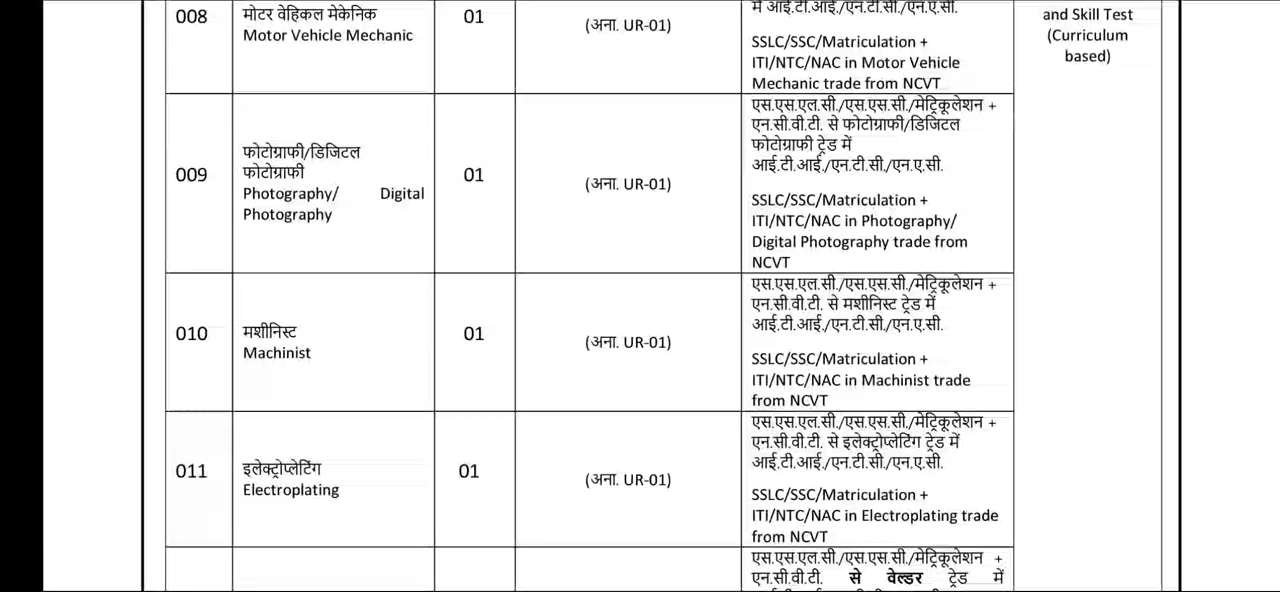 008
मोटर वेहिकल मेकेनिक
Motor Vehicle Mechanic
01
(अना. UR-01)
में आई.टी.आई./एन.टी.सी./एन.ए.सी.
SSLC/SSC/Matriculation +
ITI/NTC/NAC in Motor Vehicle
Mechanic trade from NCVT
and Skill Test
(Curriculum
based)
009
फोटोग्राफी/डिजिटल
फोटोग्राफी
Photography/ Digital
Photography
01
(अना. UR-01)
एस.एस.एल.सी./एस.एस.सी./मेट्रिकूलेशन +
एन.सी.वी.टी. से फोटोग्राफी/डिजिटल
फोटोग्राफी ट्रेड में
आई.टी.आई./एन.टी.सी./एन.ए.सी.
SSLC/SSC/Matriculation +
ITI/NTC/NAC in Photography/
Digital Photography trade from
NCVT
010
मशीनिस्ट
Machinist
01
(अना. UR-01)
एस.एस.एल.सी./एस.एस.सी./मेट्रिकूलेशन +
एन.सी.वी.टी. से मशीनिस्ट ट्रेड में
आई.टी.आई./एन.टी.सी./एन.ए.सी.
SSLC/SSC/Matriculation +
ITI/NTC/NAC in Machinist trade
from NCVT
011
इलेक्ट्रोप्लेटिंग
Electroplating
01
(अना. UR-01)
एस.एस.एल.सी./एस.एस.सी./मेट्रिकूलेशन +
एन.सी.वी.टी. से इलेक्ट्रोप्लेटिंग ट्रेड में
आई.टी.आई./एन.टी.सी./एन.ए.सी.
SSLC/SSC/Matriculation +
ITI/NTC/NAC in Electroplating trade
from NCVT
एस.एस.एल.सी./एस.एस.सी./मेट्रिकूलेशन +
एन.सी.वी.टी. से वेल्डर ट्रेड में